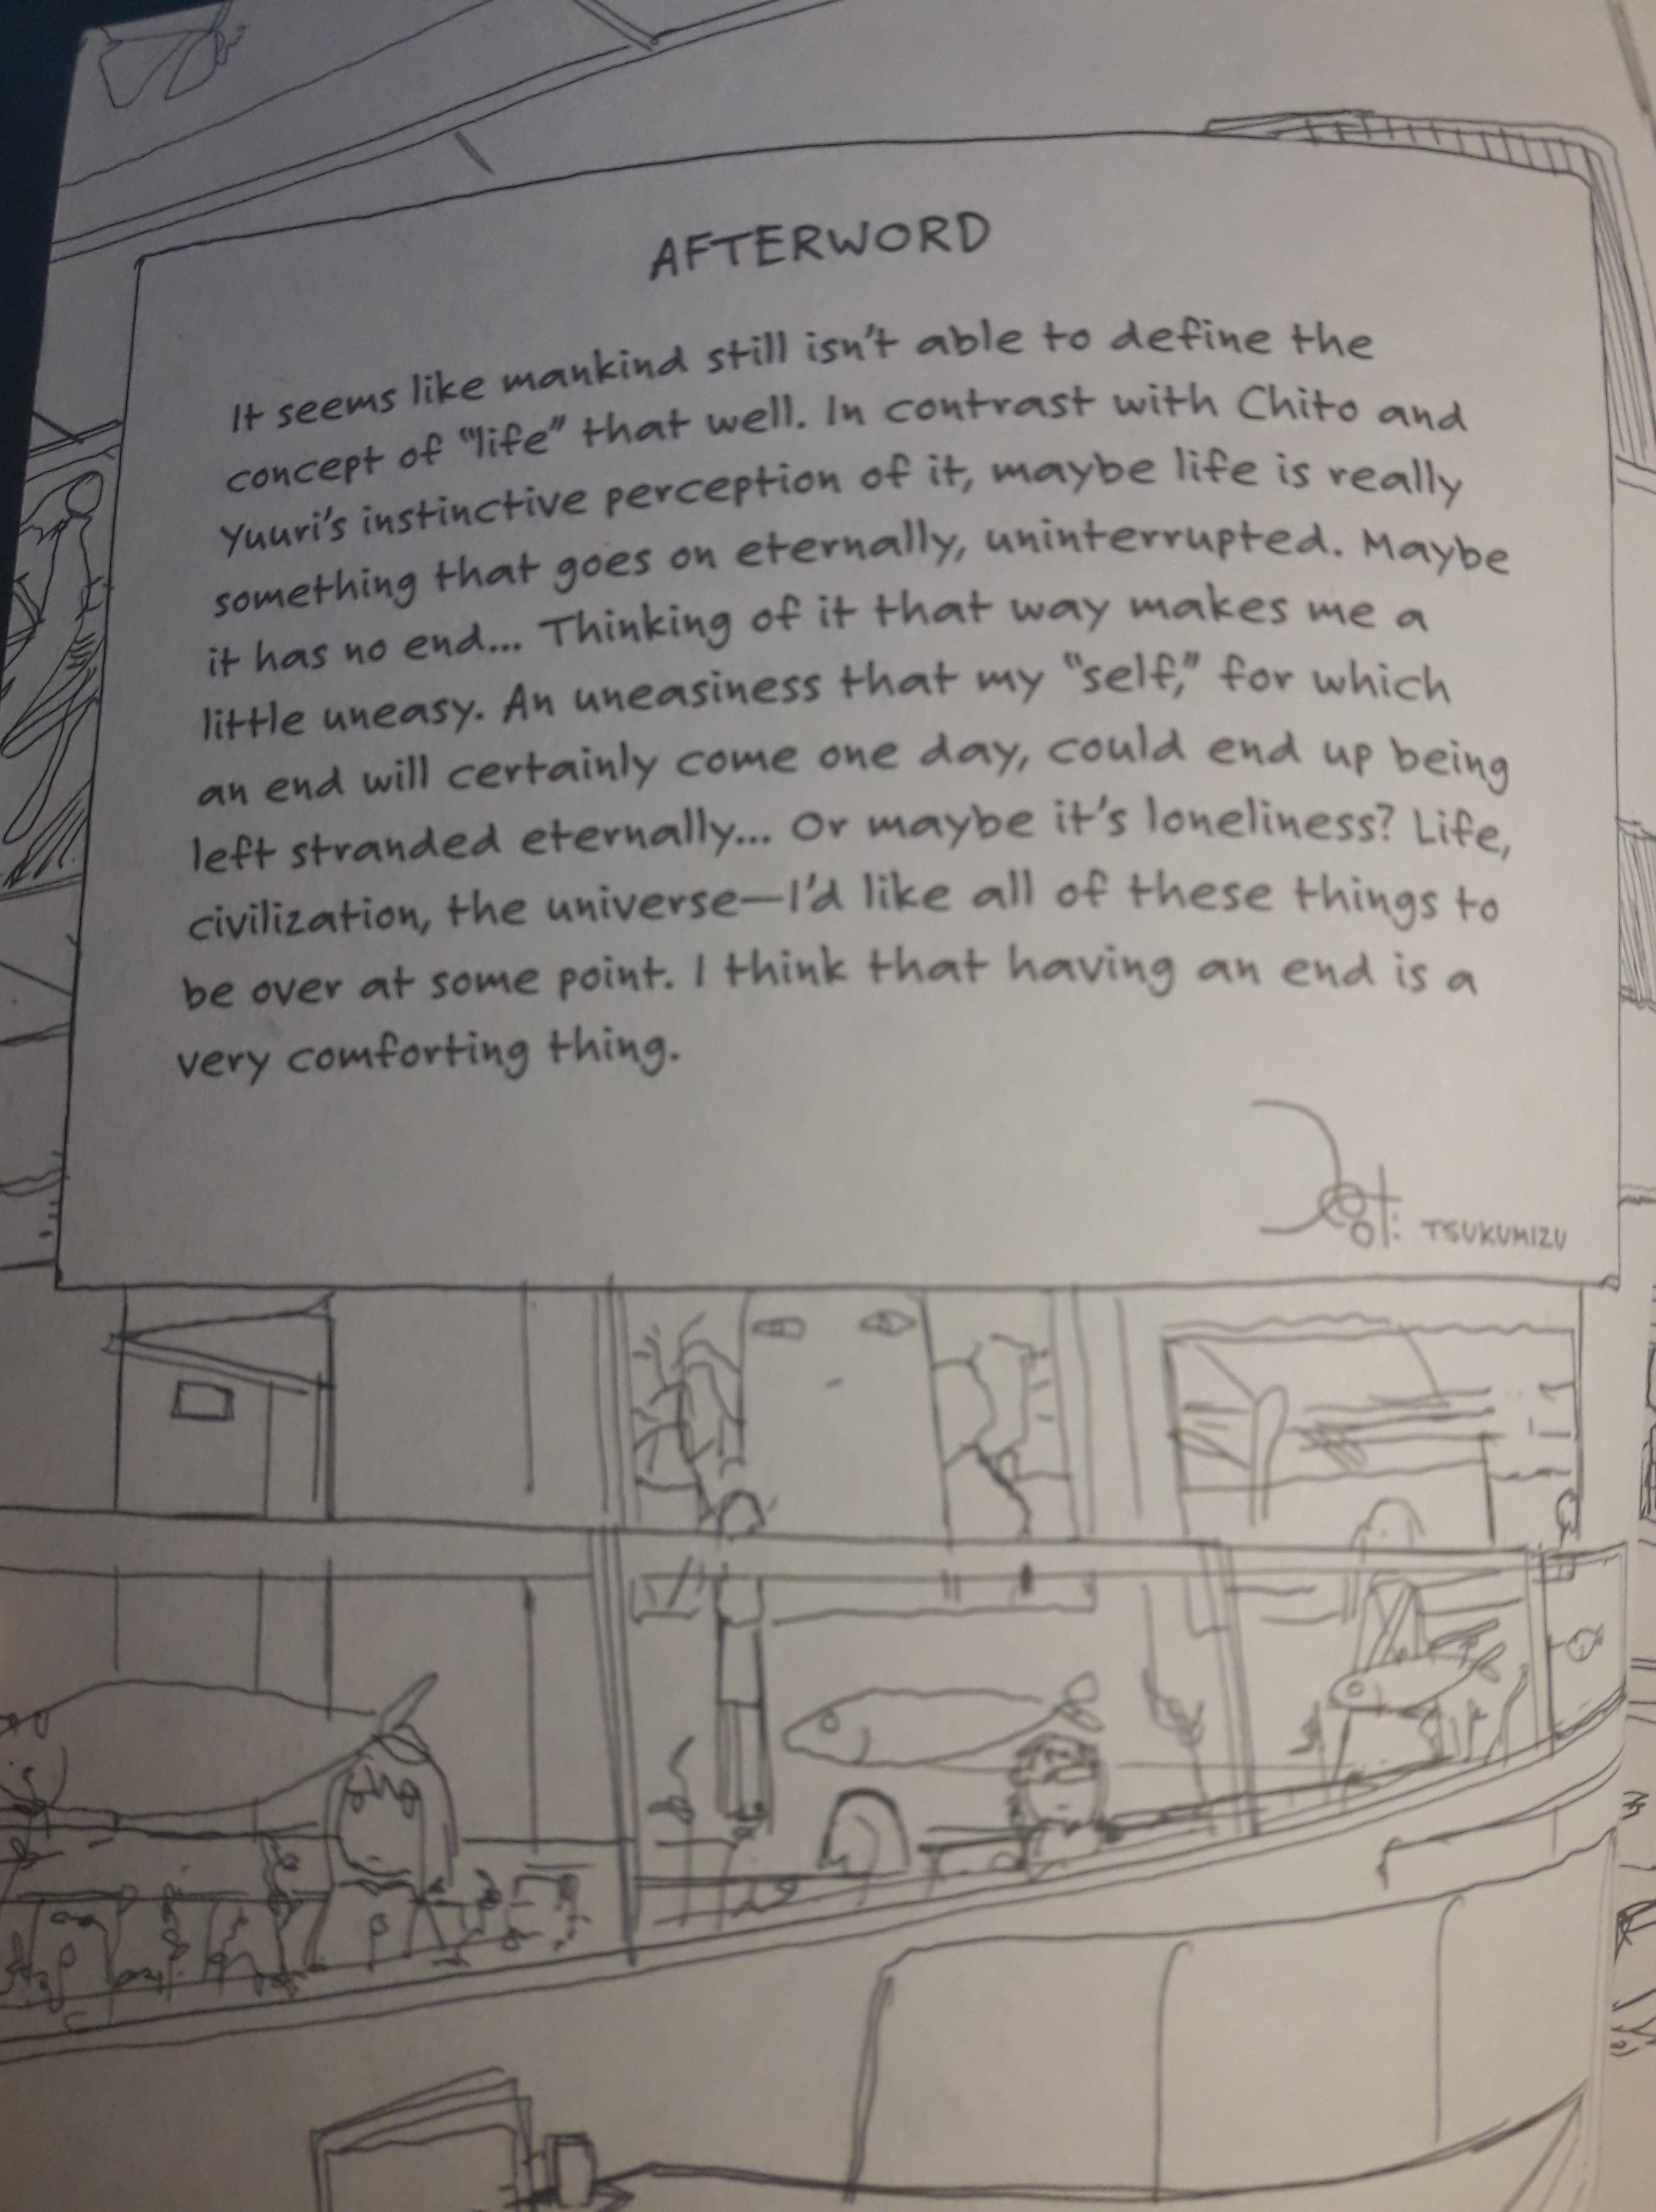 AFTERWORD
It seems like mankind still isn't able to define the
concept of "life" that well. In contrast with Chito and
Yuuri's instinctive perception of it, maybe life is really
something that goes on eternally, uninterrupted. Maybe
it has no end... Thinking of it that way makes me a
little uneasy. An uneasiness that my "self," for which
an end will certainly come one day, could end up being
left stranded eternally... Or maybe it's loneliness? Life,
civilization, the universe—I'd like all of these things to
be over at some point. I think that having an end is a
very comforting thing.
TSUKUMIZU